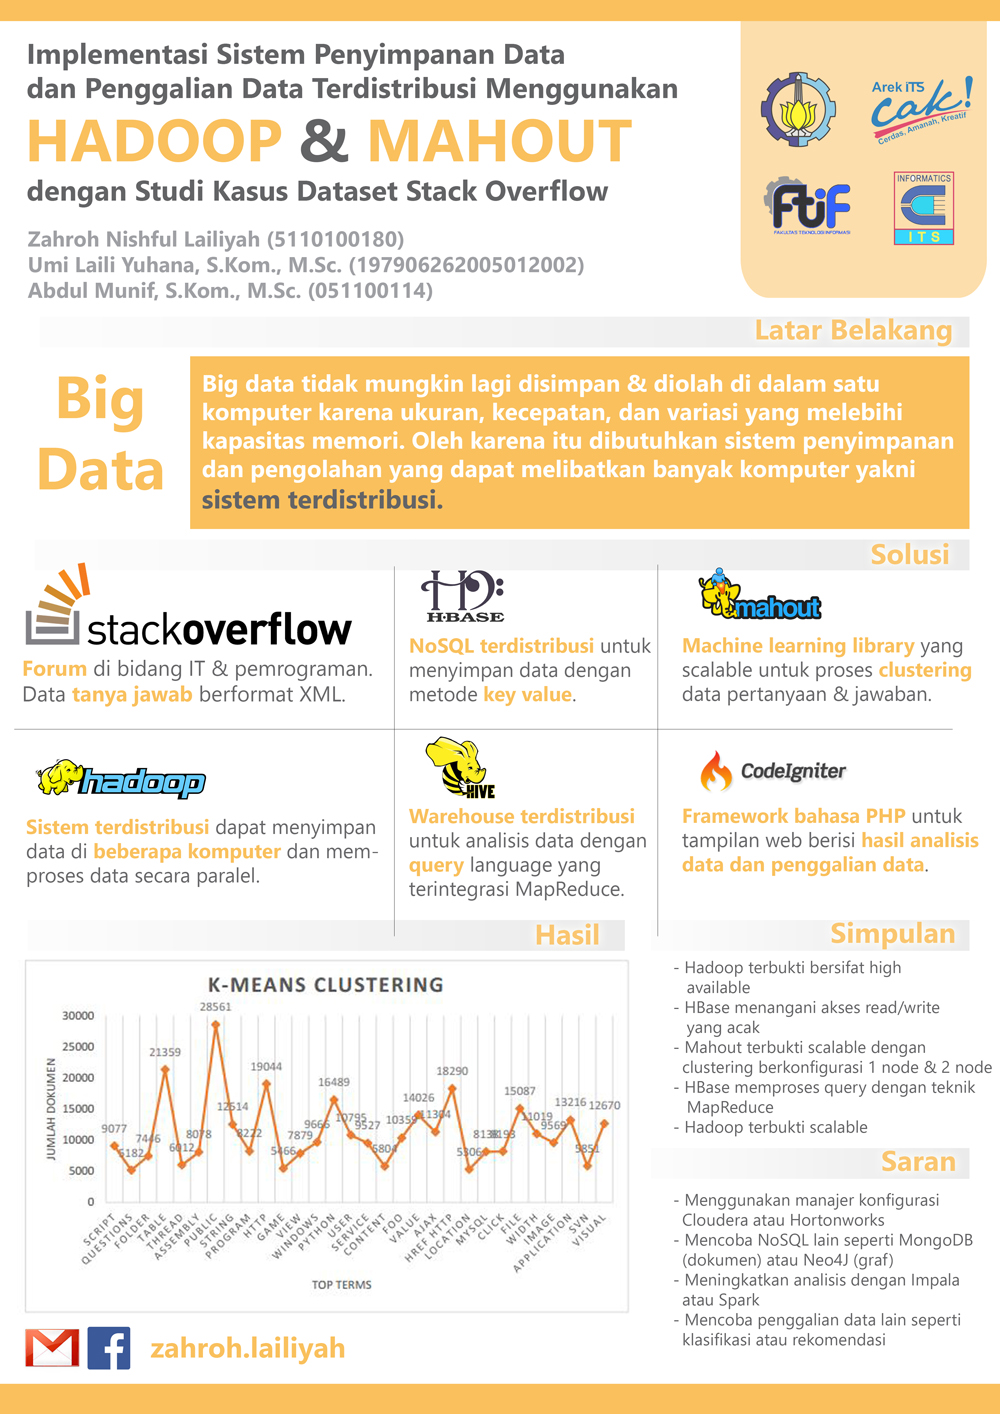 Implementasi Sistem Penyimpanan Data
dan Penggalian Data Terdistribusi Menggunakan
HADOOP & MAHOUT
dengan Studi Kasus Dataset Stack Overflow
Zahroh Nishful Lailiyah (5110100180)
Umi Laili Yuhana, S.Kom., M.Sc. (197906262005012002)
Abdul Munif, S.Kom., M.Sc. (051100114)
Arek iTS
cak!
Cerdas, Amanah, Kreatif
FtiF
FAKULTAS TEKNOLOGI INFORMASI
INFORMATICS
ITS
Latar Belakang
Big
Data
Big data tidak mungkin lagi disimpan & diolah di dalam satu
komputer karena ukuran, kecepatan, dan variasi yang melebihi
kapasitas memori. Oleh karena itu dibutuhkan sistem penyimpanan
dan pengolahan yang dapat melibatkan banyak komputer yakni
sistem terdistribusi.
Solusi
stackoverflow
Forum di bidang IT & pemrograman.
Data tanya jawab berformat XML.
H·BASE
NoSQL terdistribusi untuk
menyimpan data dengan
metode key value.
mahout
Machine learning library yang
scalable untuk proses clustering
data pertanyaan & jawaban.
hadoop
Sistem terdistribusi dapat menyimpan
data di beberapa komputer dan mem-
proses data secara paralel.
HIVE
Warehouse terdistribusi
untuk analisis data dengan
query language yang
terintegrasi MapReduce.
CodeIgniter
Framework bahasa PHP untuk
tampilan web berisi hasil analisis
data dan penggalian data.
Hasil
K-MEANS CLUSTERING
JUMLAH DOKUMEN
30000
25000
20000
15000
10000
5000
0
9077
5182
7446
21359
6012
8078
28561
12514
8222
19044
5466
7879
9666
16489
10795
9527
5804
10359
14026
11304
18290
5306
8138
8193
15087
11019
9569
13216
5851
12670
SCRIPT
QUESTIONS
FOLDER
TABLE
THREAD
ASSEMBLY
PUBLIC
STRING
PROGRAM
HTTP
GAME
VIEW
WINDOWS
PYTHON
USER
SERVICE
CONTENT
FOO
VALUE
AJAX
HREF HTTP
LOCATION
MYSQL
CLICK
FILE
WIDTH
IMAGE
APPLICATION
SVN
VISUAL
TOP TERMS
Simpulan
- Hadoop terbukti bersifat high
available
- HBase menangani akses read/write
yang acak
- Mahout terbukti scalable dengan
clustering berkonfigurasi 1 node & 2 node
- HBase memproses query dengan teknik
MapReduce
- Hadoop terbukti scalable
Saran
- Menggunakan manajer konfigurasi
Cloudera atau Hortonworks
- Mencoba NoSQL lain seperti MongoDB
(dokumen) atau Neo4J (graf)
- Meningkatkan analisis dengan Impala
atau Spark
- Mencoba penggalian data lain seperti
klasifikasi atau rekomendasi
zahroh.lailiyah